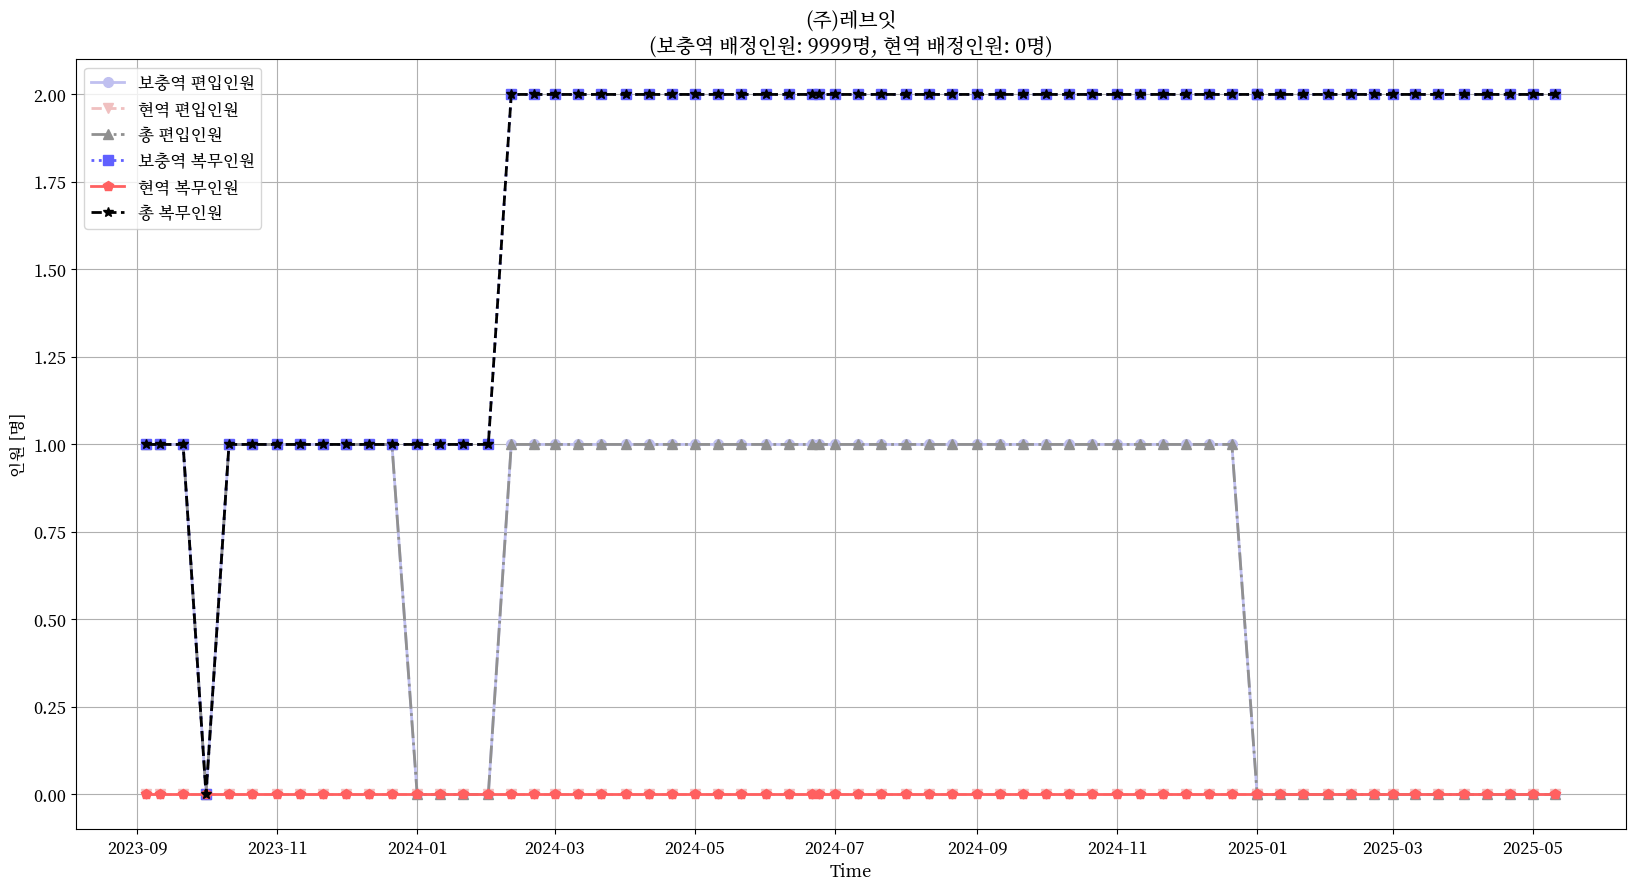 (주)레브잇
(보충역 배정인원: 9999명, 현역 배정인원: 0명)
보충역 편입인원
현역 편입인원
총 편입인원
보충역 복무인원
현역 복무인원
총 복무인원
2.00
1.75
1.50
1.25
1.00
0.75
0.50
0.25
0.00
인원 [명]
2023-09
2023-11
2024-01
2024-03
2024-05
2024-07
2024-09
2024-11
2025-01
2025-03
2025-05
Time